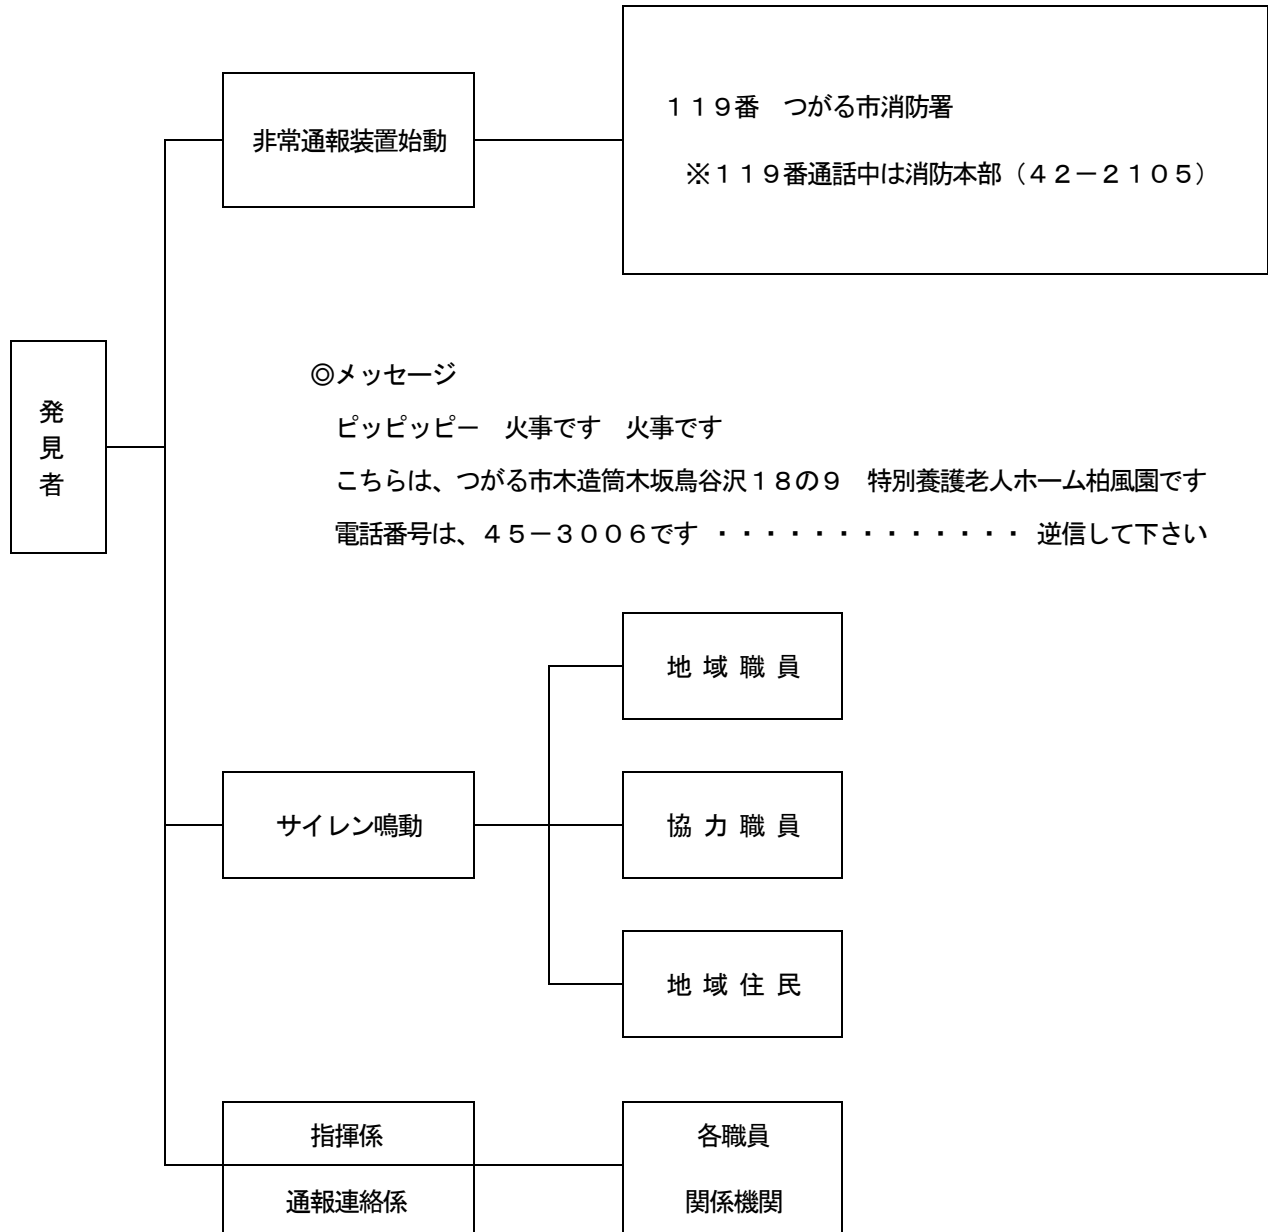 １１９番　つがる市消防署
非常通報装置始動
※１１９番通話中は消防本部（４２－２１０５）
発見者
◎メッセージ
ピッピッピー　火事です　火事です
こちらは、つがる市木造筒木坂鳥谷沢１８の９　特別養護老人ホーム柏風園です
電話番号は、４５－３００６です ・・・・・・・・・・・・・ 逆信して下さい
地 域 職 員
サイレン鳴動
協 力 職 員
地 域 住 民
指揮係
各職員
通報連絡係
関係機関